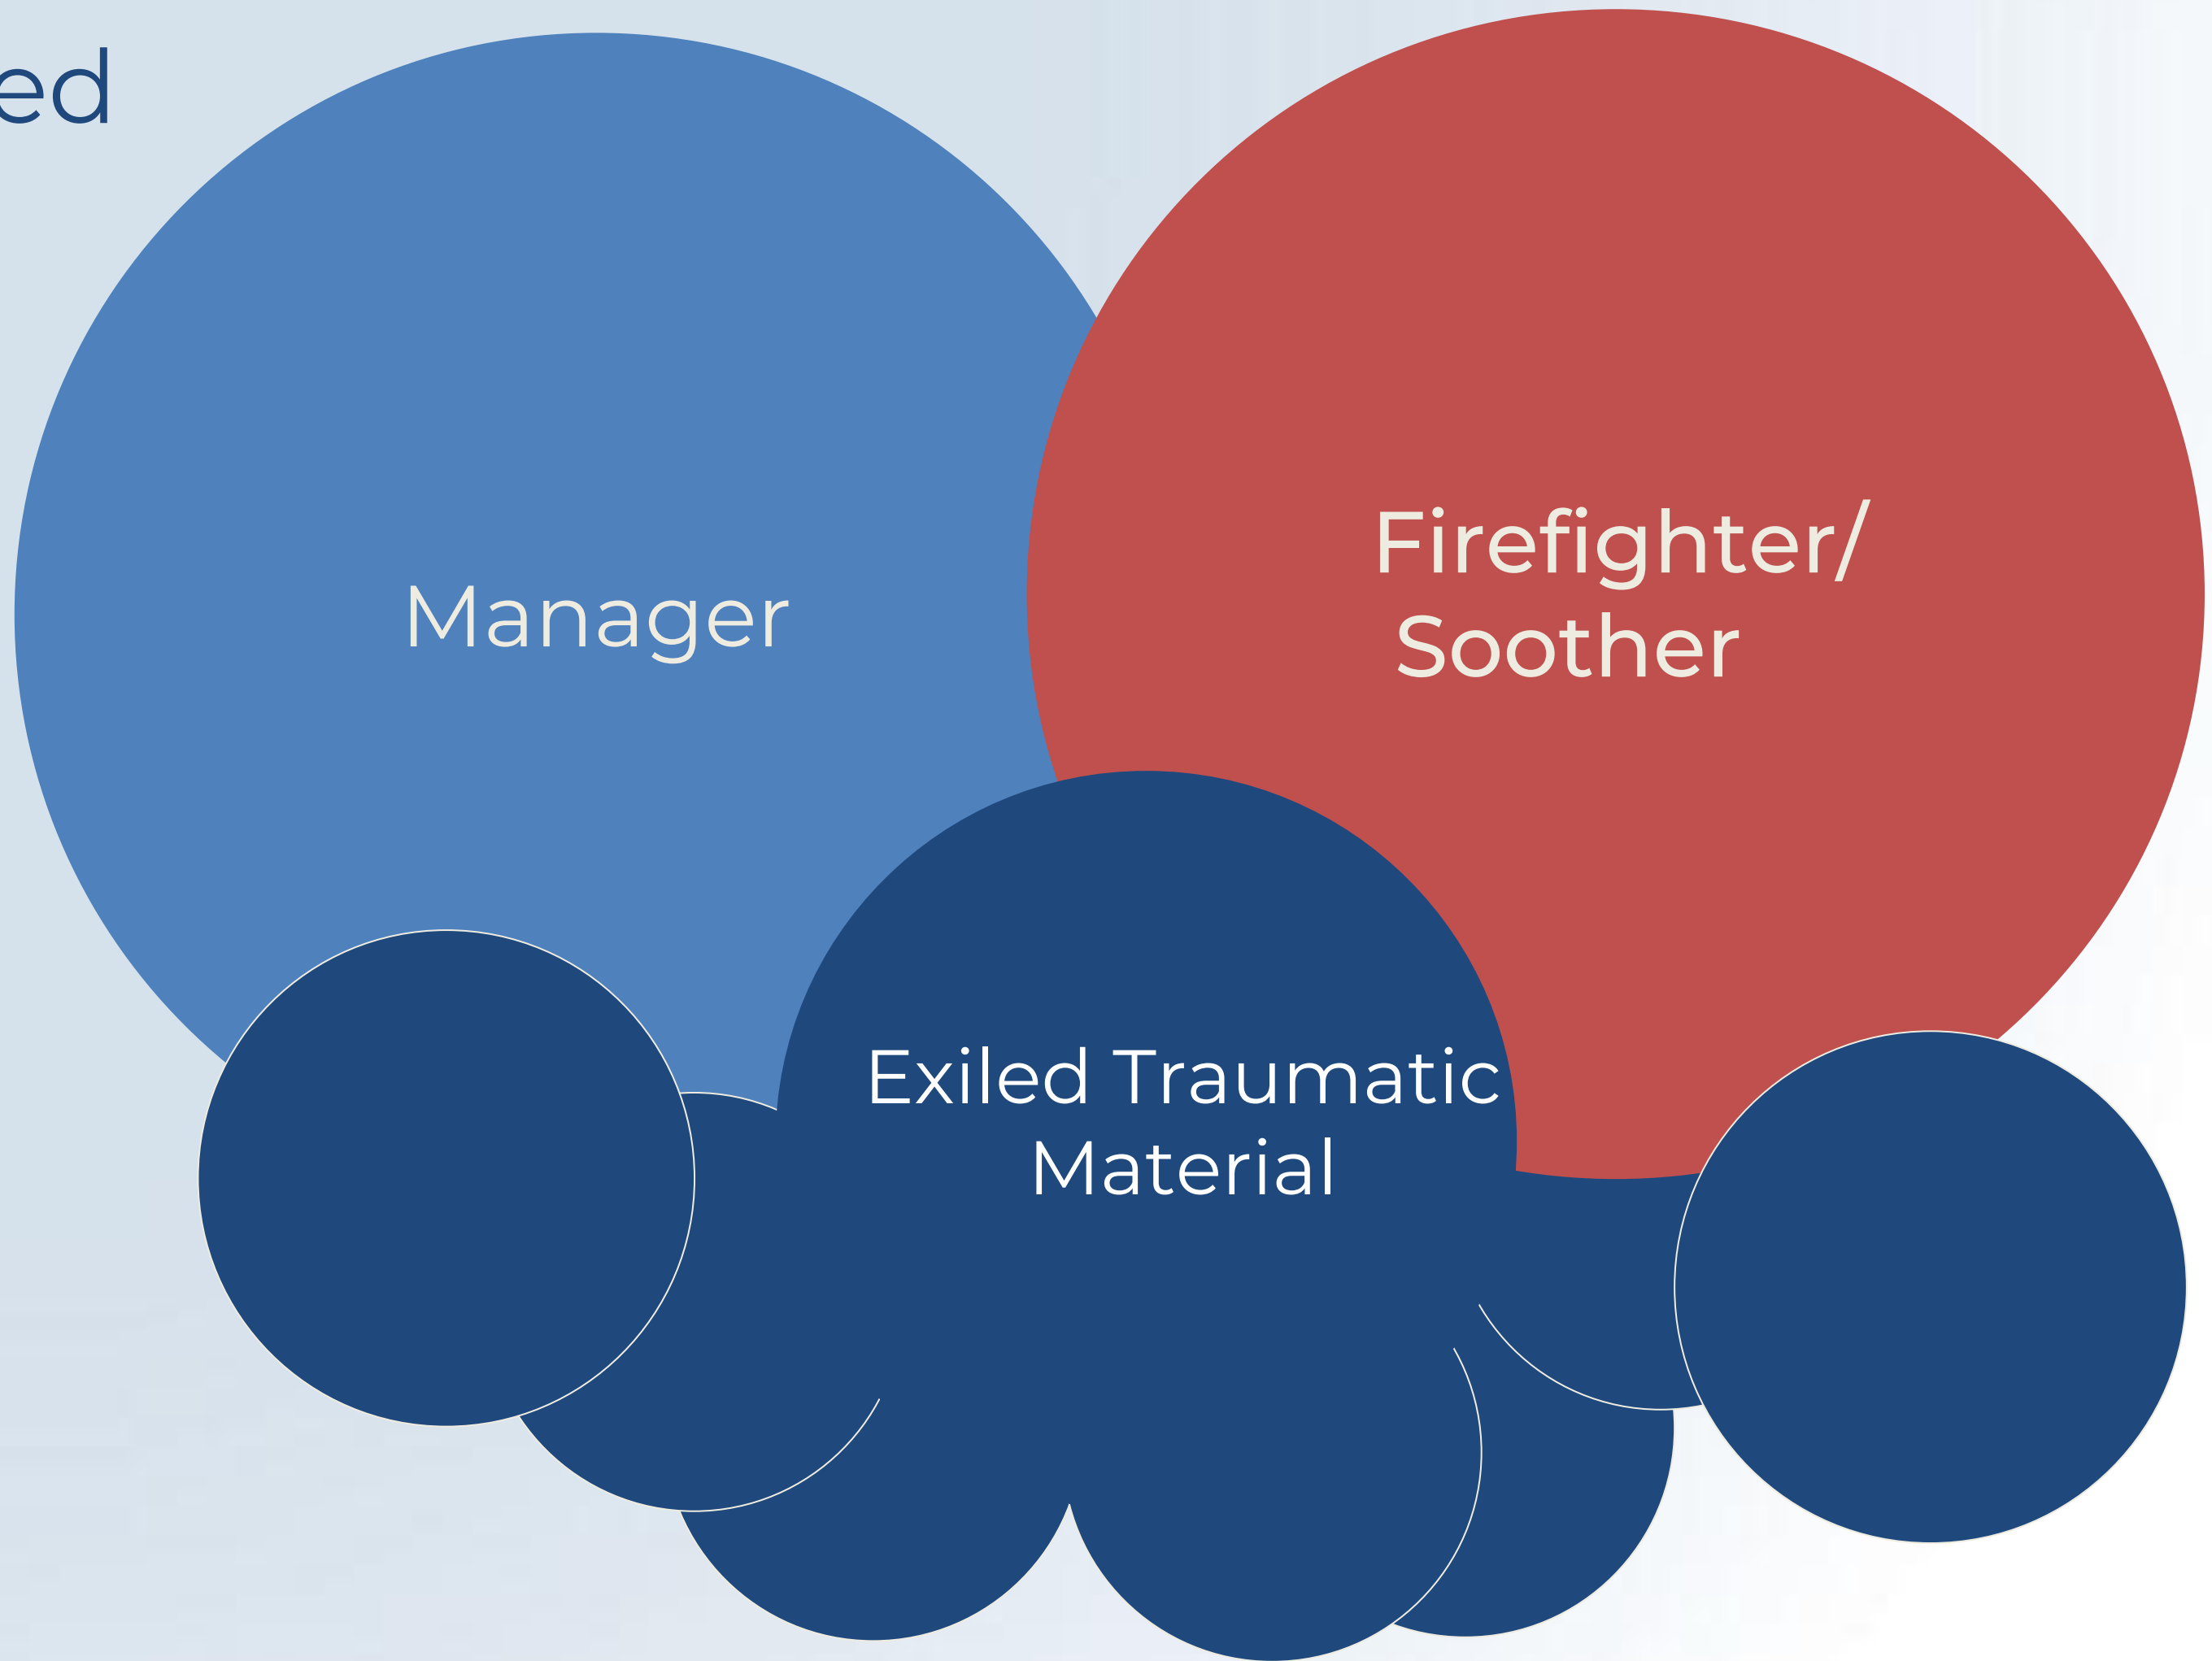 ed
Manager
Firefighter/
Soother
Exiled Traumatic
Material